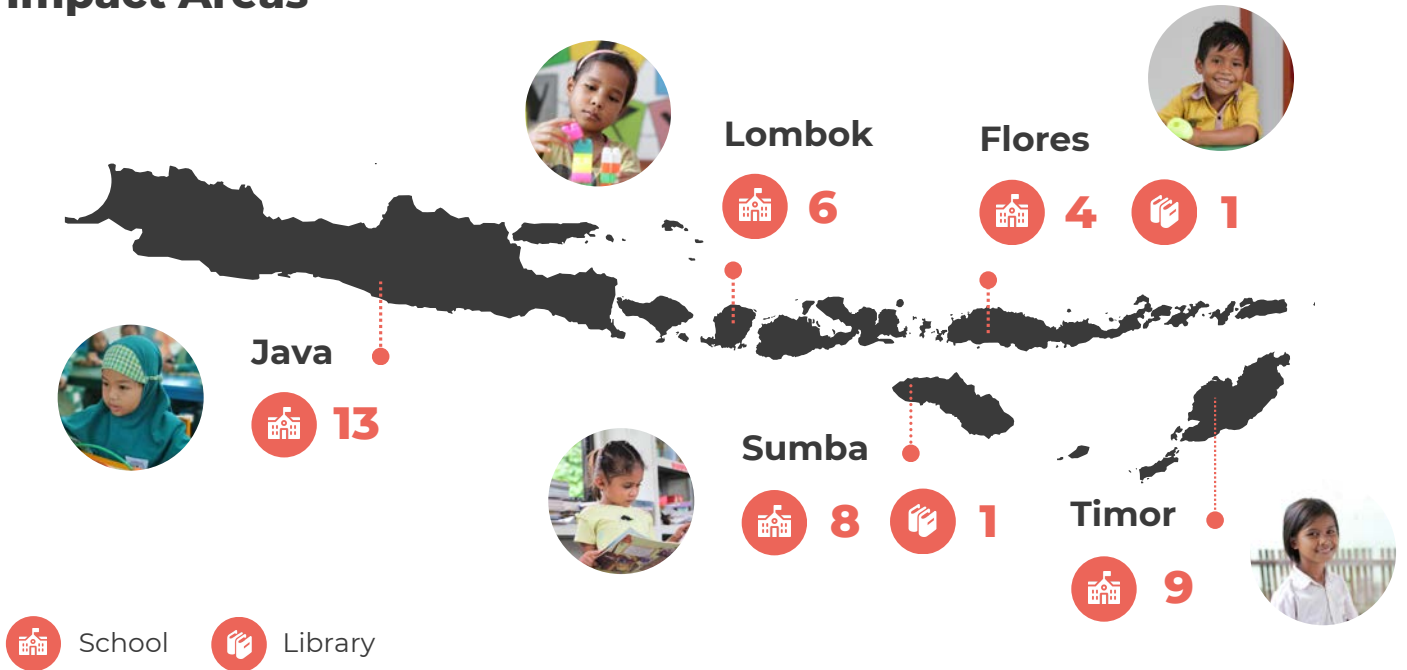 Impact Areas
Lombok
6
Flores
4 1
Java
13
Sumba
8 1
Timor
9
School Library